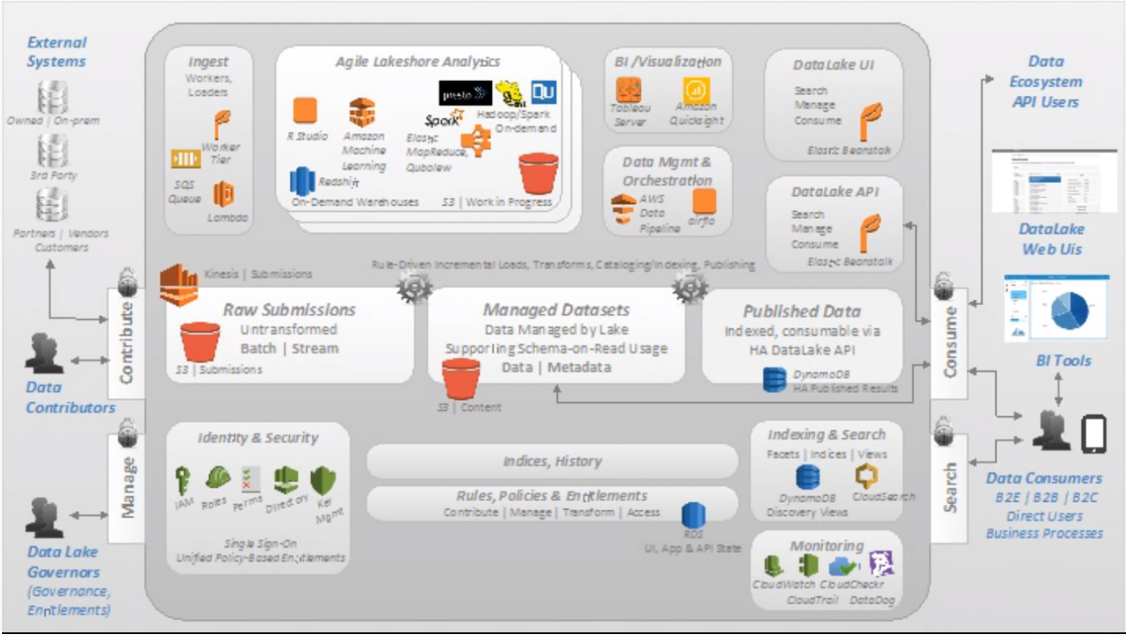 External
Systems
Owned | On-prem
3rd Party
Partners / Vendors
Customers
Data
Contributors
Data Lake
Governors
(Governance,
Entitlements)
Contribute
Manage
Ingest
Workers,
Loaders
Worker
Tier
SQS
Queue
Lambda
Agile Lakeshore Analytics
R Studio
Amazon
Machine
Learning
presto
Spark
QU
Hadoop/Spark
On-demand
Elastic
MapReduce,
Qubolew
Redshift
On-Demand Warehouses
S3 | Work in Progress
BI /Visualization
Tableau
Server
Amazon
Quicksight
Data Mgmt &
Orchestration
AWS
Data
Pipeline
airflo
DataLake UI
Search
Manage
Consume
Elastic Beanstalk
DataLake API
Search
Manage
Consume
Elastic Beanstalk
Kinesis | Submissions
Rule-Driven Incremental Loads, Transforms, Cataloging/Indexing, Publishing
Raw Submissions
Untransformed
Batch | Stream
S3 | Submissions
Managed Datasets
Data Managed by Lake
Supporting Schema-on-Read Usage
Data | Metadata
S3 | Content
Published Data
Indexed, consumable via
HA DataLake API
DynamoDB
HA Published Results
Identity & Security
IAM
Roles
Perms
Directory
Key
Mgmt
Single Sign-On
Unified Policy-Based Entitlements
Indices, History
Rules, Policies & Entitlements
Contribute | Manage | Transform | Access
RDS
UI, App & API State
Indexing & Search
Facets | Indices | Views
DynamoDB
Discovery Views
CloudSearch
Monitoring
CloudWatch
CloudCheckr
CloudTrail
DataDog
Consume
Search
Data
Ecosystem
API Users
DataLake
Web Uis
BI Tools
Data Consumers
B2E | B2B | B2C
Direct Users
Business Processes